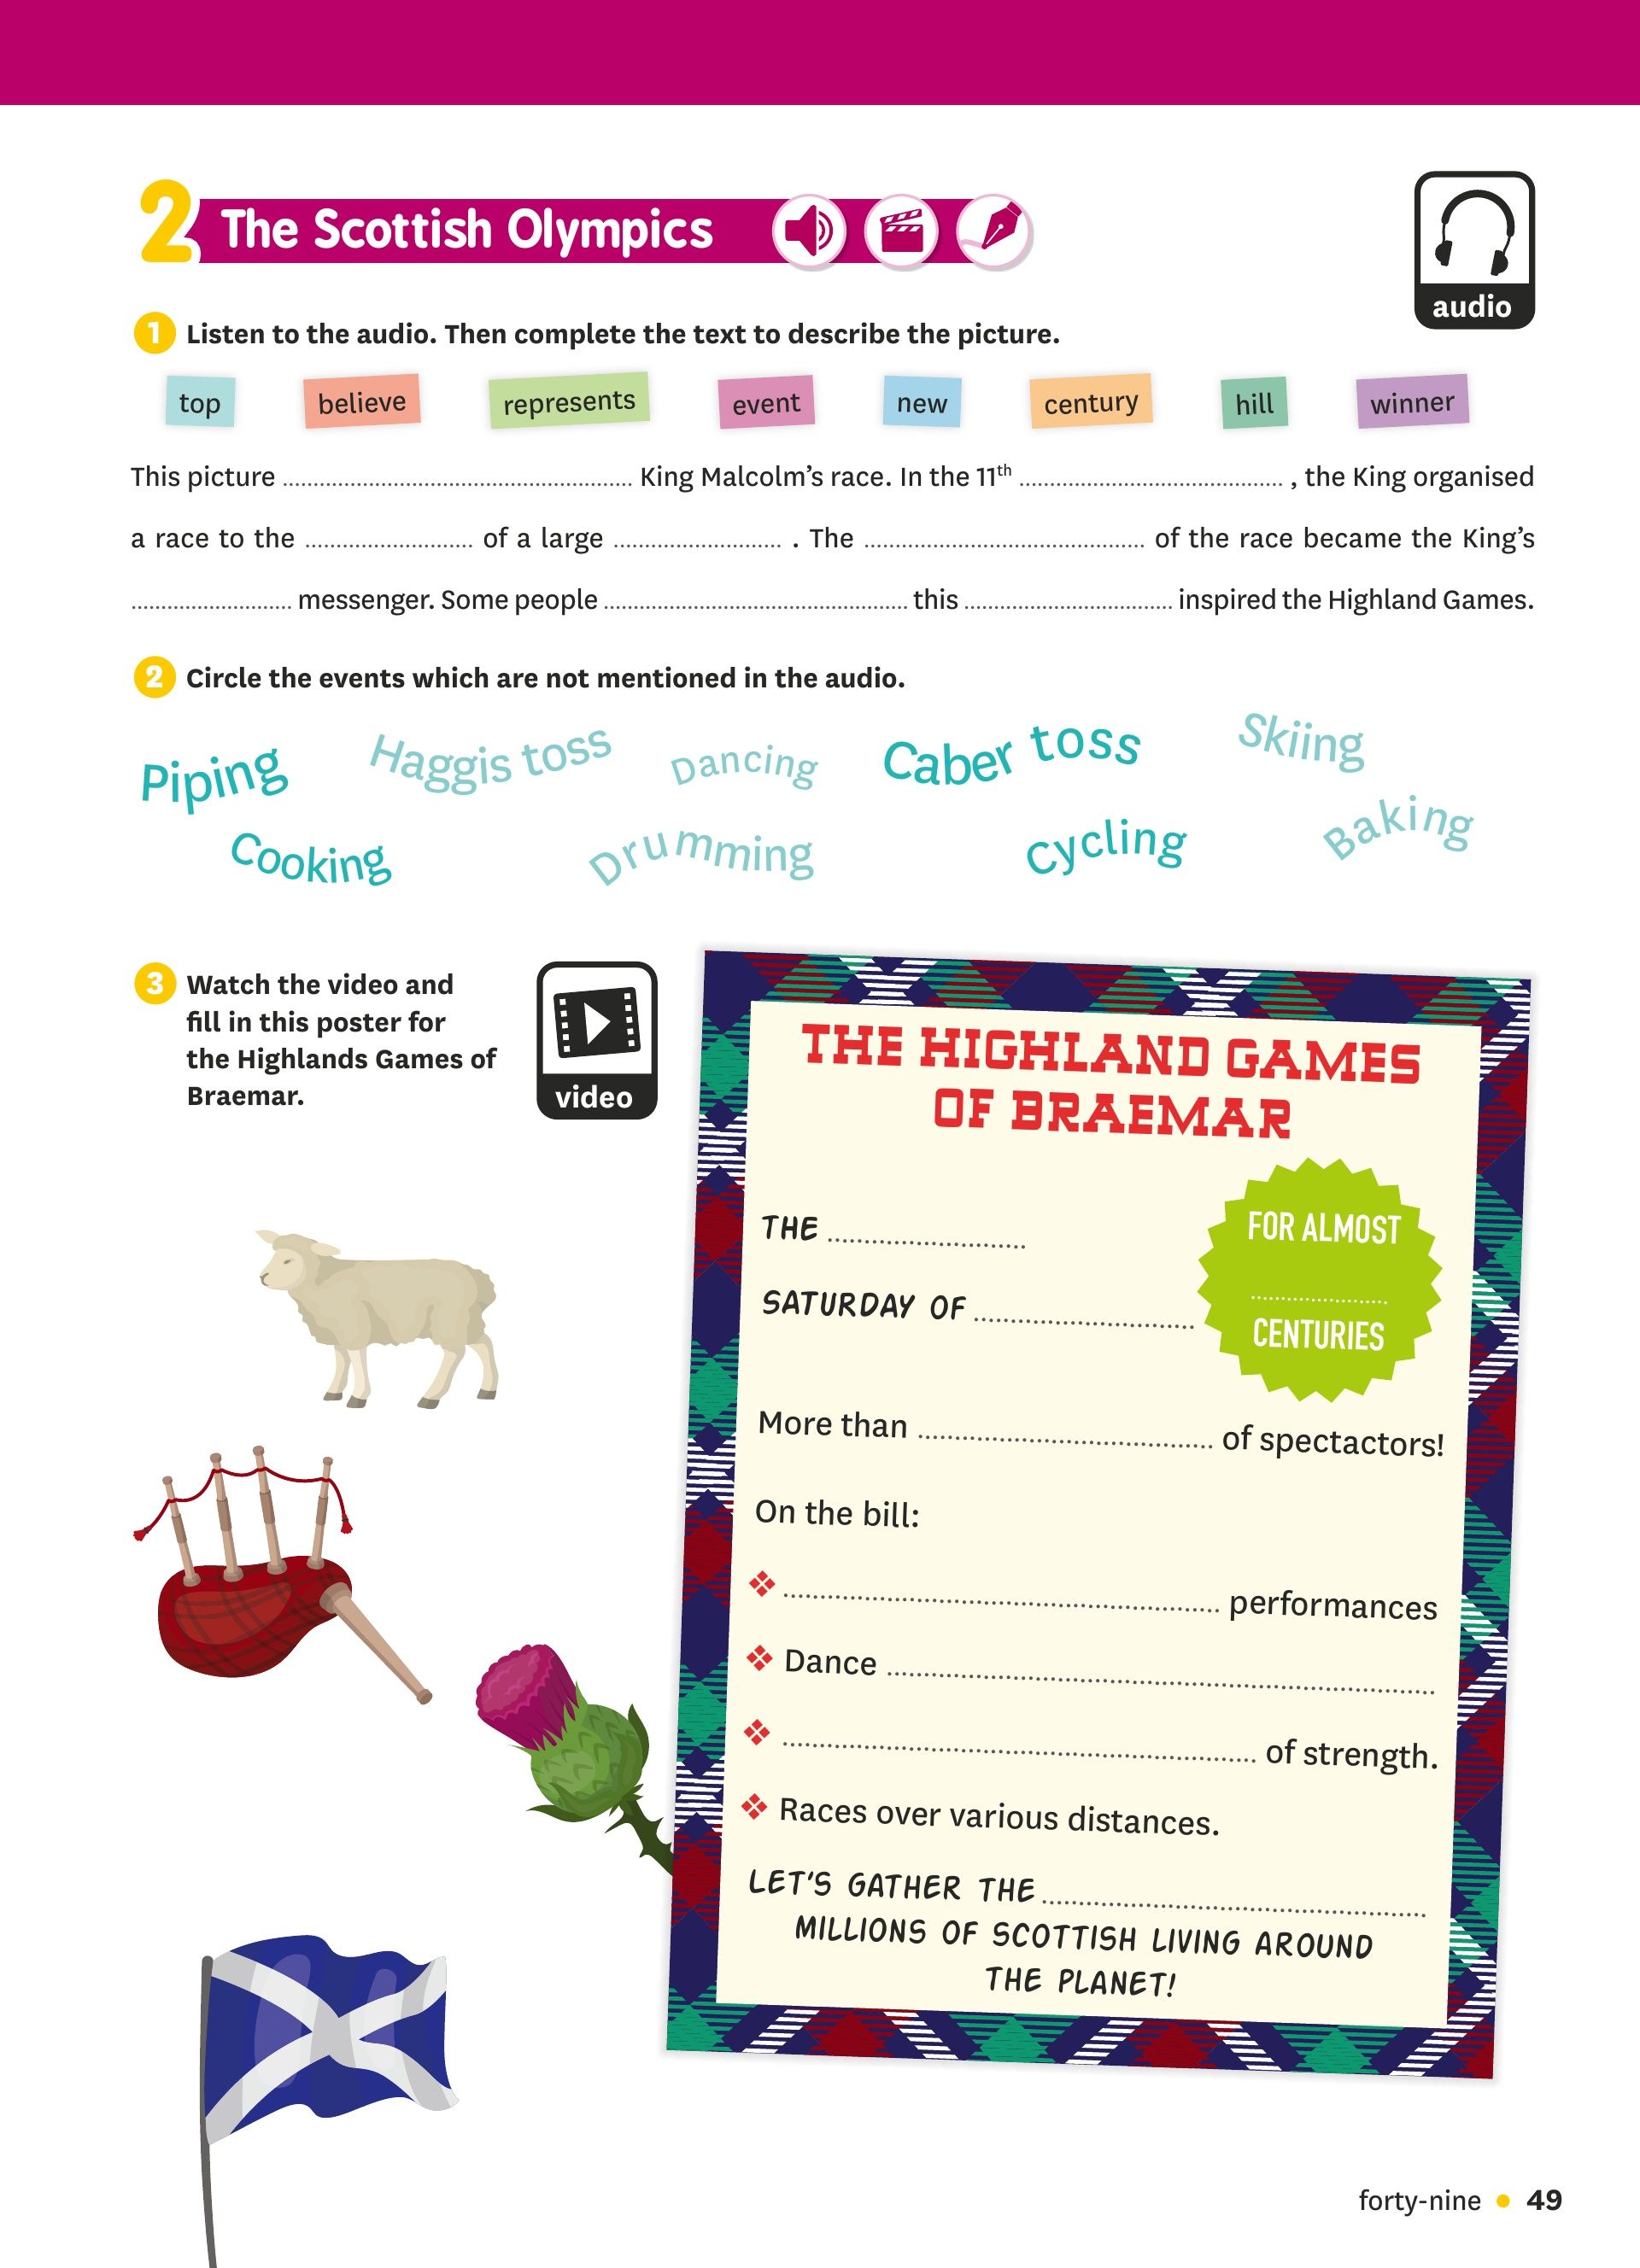 2 The Scottish Olympics
audio
1 Listen to the audio. Then complete the text to describe the picture.
top believe represents event new century hill winner
This picture ........................ King Malcolm's race. In the 11th ........................ , the King organised
a race to the ........................ of a large ........................ . The ........................ of the race became the King's
........................ messenger. Some people ........................ this ........................ inspired the Highland Games.
2 Circle the events which are not mentioned in the audio.
Piping Haggis toss Dancing Caber toss Skiing
Cooking Drumming Cycling Baking
3 Watch the video and
fill in this poster for
the Highlands Games of
Braemar.
video
THE HIGHLAND GAMES
OF BRAEMAR
THE ........................
SATURDAY OF ........................
FOR ALMOST
........................
CENTURIES
More than ........................ of spectactors!
On the bill:
❖ ........................ performances
❖ Dance ........................
❖ ........................ of strength.
❖ Races over various distances.
LET'S GATHER THE ........................
MILLIONS OF SCOTTISH LIVING AROUND
THE PLANET!
forty-nine • 49